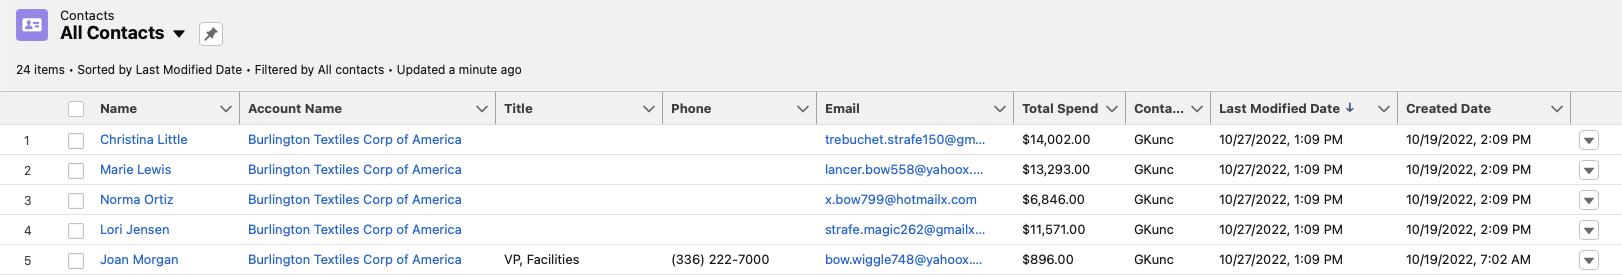 Contacts
All Contacts
24 items • Sorted by Last Modified Date • Filtered by All contacts • Updated a minute ago
Name Account Name Title Phone Email Total Spend Conta... Last Modified Date Created Date
1 Christina Little Burlington Textiles Corp of America trebuchet.strafe150@gm... $14,002.00 GKunc 10/27/2022, 1:09 PM 10/19/2022, 2:09 PM
2 Marie Lewis Burlington Textiles Corp of America lancer.bow558@yahoox.... $13,293.00 GKunc 10/27/2022, 1:09 PM 10/19/2022, 2:09 PM
3 Norma Ortiz Burlington Textiles Corp of America x.bow799@hotmailx.com $6,846.00 GKunc 10/27/2022, 1:09 PM 10/19/2022, 2:09 PM
4 Lori Jensen Burlington Textiles Corp of America strafe.magic262@gmailx... $11,571.00 GKunc 10/27/2022, 1:09 PM 10/19/2022, 2:09 PM
5 Joan Morgan Burlington Textiles Corp of America VP, Facilities (336) 222-7000 bow.wiggle748@yahoox.... $896.00 GKunc 10/27/2022, 1:09 PM 10/19/2022, 7:02 AM